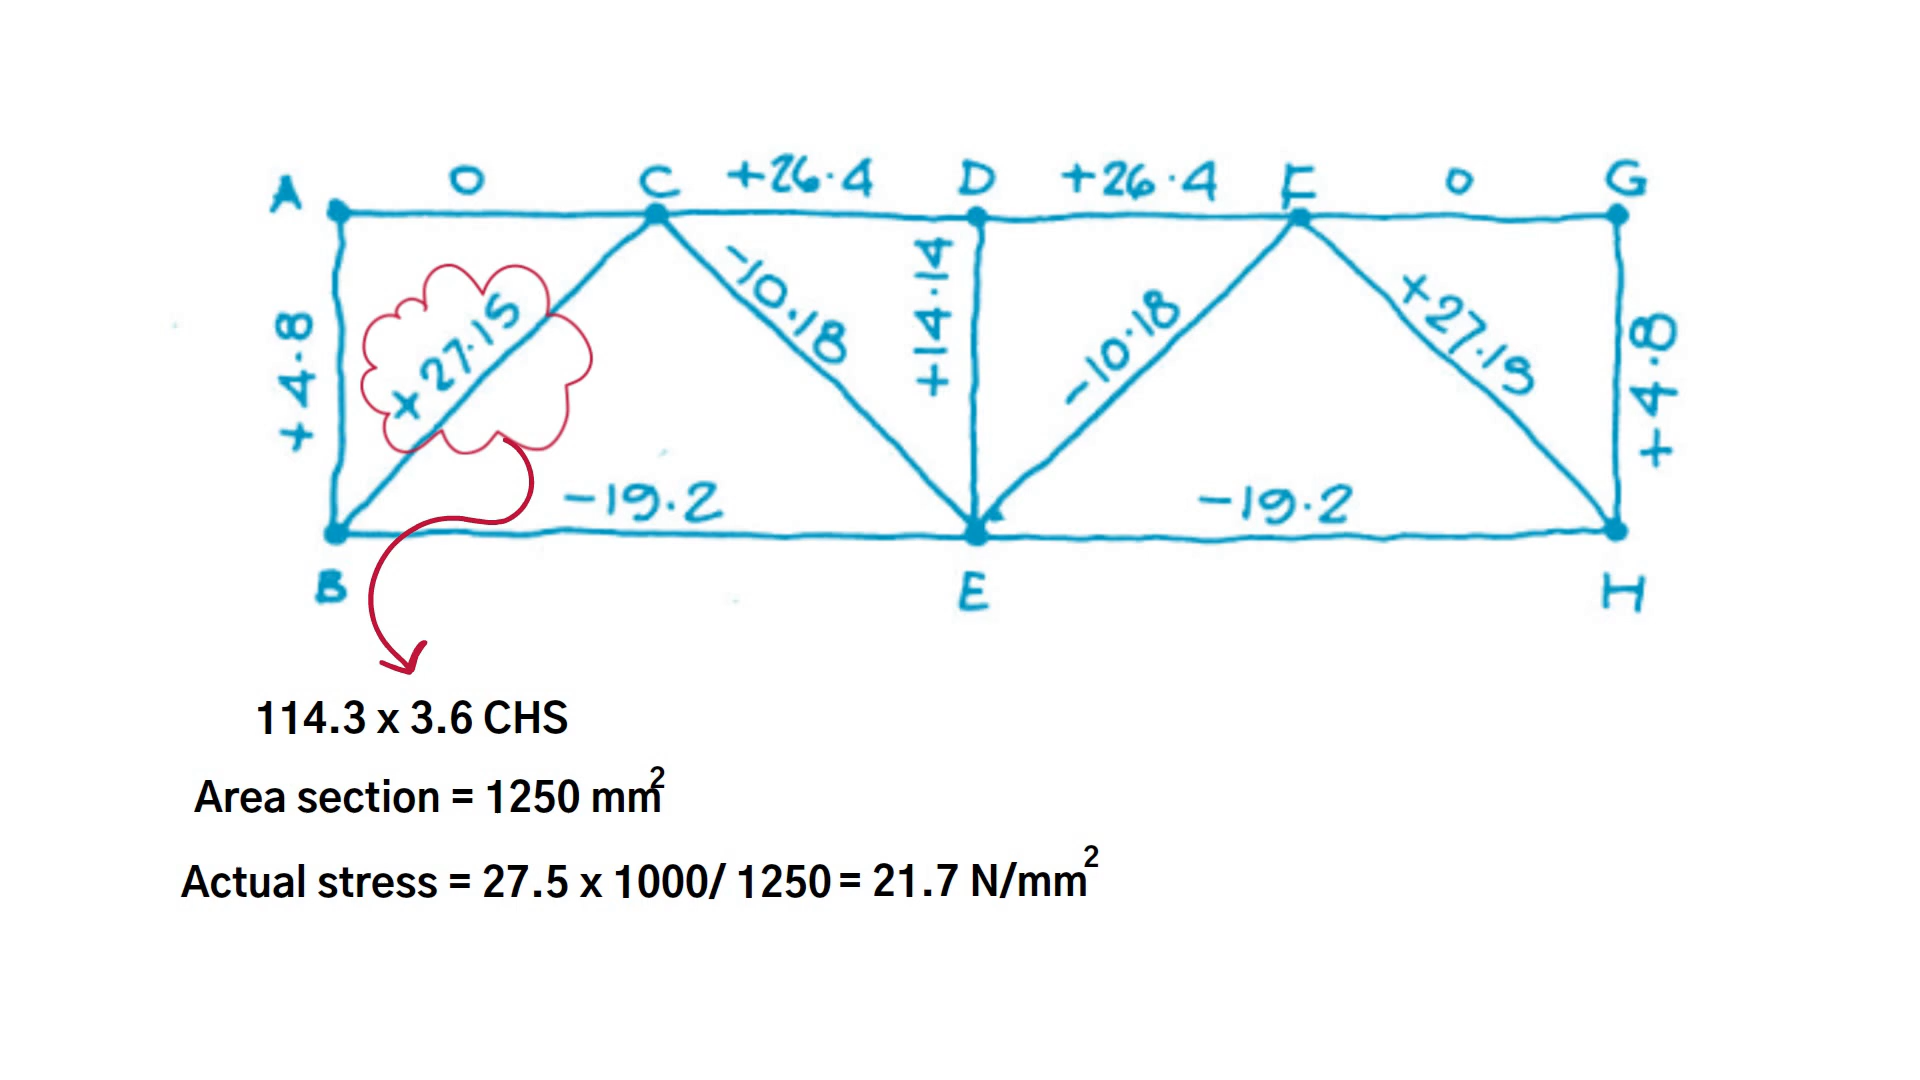 A 0 C +26.4 D +26.4 F 0 G
+4.8 +27.15 -10.18 +14.14 -10.18 +27.15 +4.8
-19.2 -19.2
B E H
114.3 x 3.6 CHS
Area section = 1250 mm²
Actual stress = 27.5 x 1000/ 1250 = 21.7 N/mm²